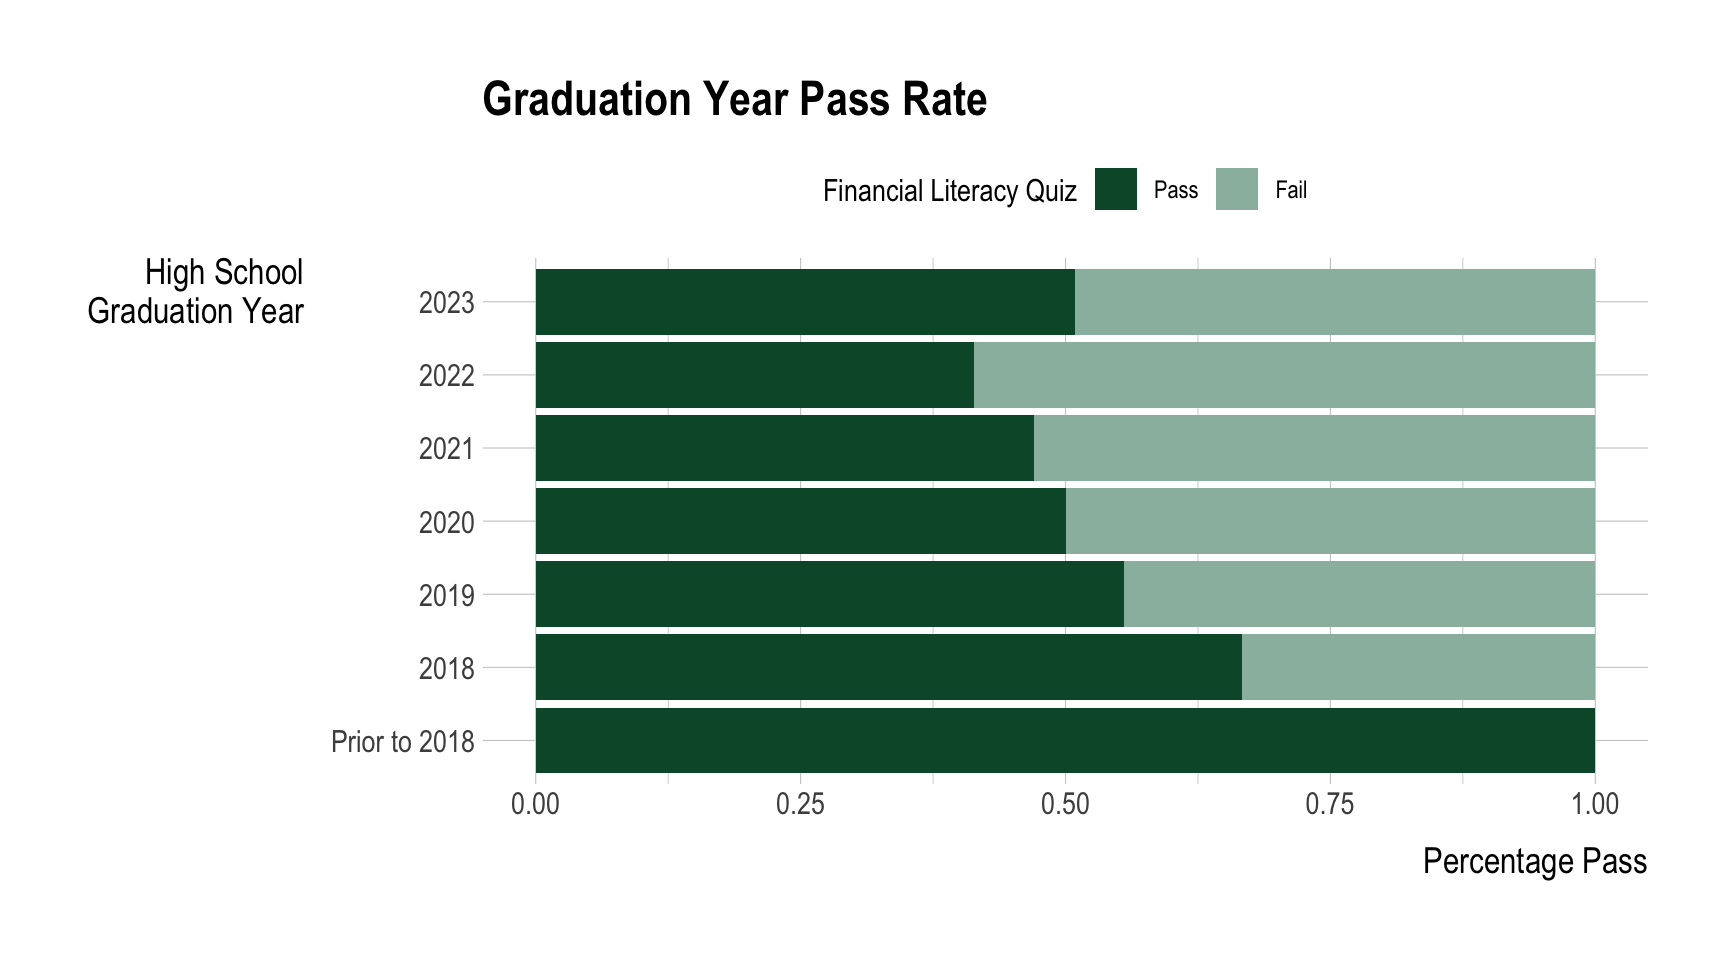 Graduation Year Pass Rate
Financial Literacy Quiz Pass Fail
High School
Graduation Year
2023
2022
2021
2020
2019
2018
Prior to 2018
0.00 0.25 0.50 0.75 1.00
Percentage Pass